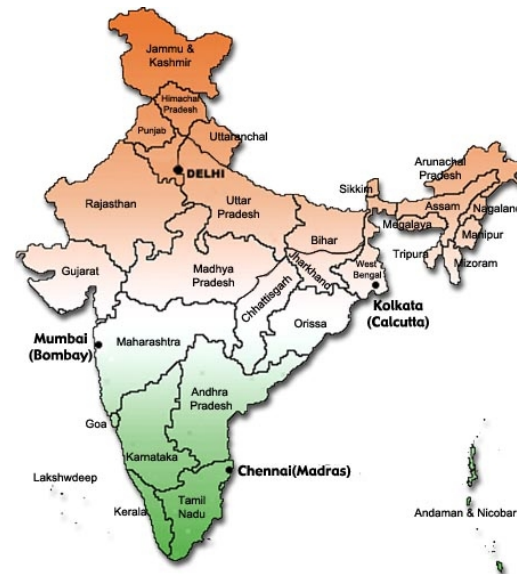 Jammu &
Kashmir
Himachal
Pradesh
Punjab
Uttaranchal
DELHI
Arunachal
Pradesh
Sikkim
Assam
Nagaland
Rajasthan
Uttar
Pradesh
Megalaya
Bihar
Manipur
Tripura
Mizoram
Gujarat
Madhya
Pradesh
Jharkhand
West
Bengal
Chhattisgarh
Kolkata
(Calcutta)
Orissa
Mumbai
(Bombay)
Maharashtra
Andhra
Pradesh
Goa
Karnataka
Chennai(Madras)
Lakshwdeep
Kerala
Tamil
Nadu
Andaman & Nicobar